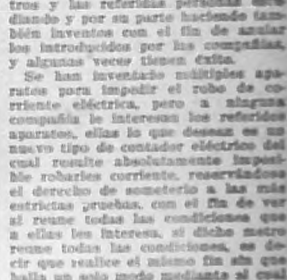 tros y las referidas personas
diando y por su parte haciendo tam-
bién inventos con el fin de anular
los introducidos por las compañías,
y algunas veces tienen éxito.
Se han inventado múltiples apa-
ratos para impedir el robo de co-
rriente eléctrica, pero a ninguna
compañía le interesan los referidos
aparatos, ellas lo que desean es un
nuevo tipo de contador eléctrico del
cual resulte absolutamente imposi-
ble robarles corriente, reservándose
el derecho de someterlo a las más
estrictas pruebas, con el fin de ver
si reune todas las condiciones que
a ellas les interesa, si dicho metro
reune todas las condiciones, es de-
cir que realice el mismo fin sin que
halla un solo modo mediante al cual